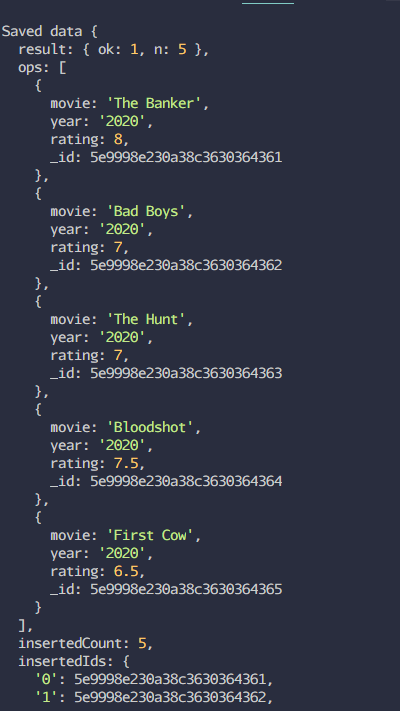 Saved data {
  result: { ok: 1, n: 5 },
  ops: [
    {
      movie: 'The Banker',
      year: '2020',
      rating: 8,
      _id: 5e9998e230a38c3630364361
    },
    {
      movie: 'Bad Boys',
      year: '2020',
      rating: 7,
      _id: 5e9998e230a38c3630364362
    },
    {
      movie: 'The Hunt',
      year: '2020',
      rating: 7,
      _id: 5e9998e230a38c3630364363
    },
    {
      movie: 'Bloodshot',
      year: '2020',
      rating: 7.5,
      _id: 5e9998e230a38c3630364364
    },
    {
      movie: 'First Cow',
      year: '2020',
      rating: 6.5,
      _id: 5e9998e230a38c3630364365
    }
  ],
  insertedCount: 5,
  insertedIds: {
    '0': 5e9998e230a38c3630364361,
    '1': 5e9998e230a38c3630364362,